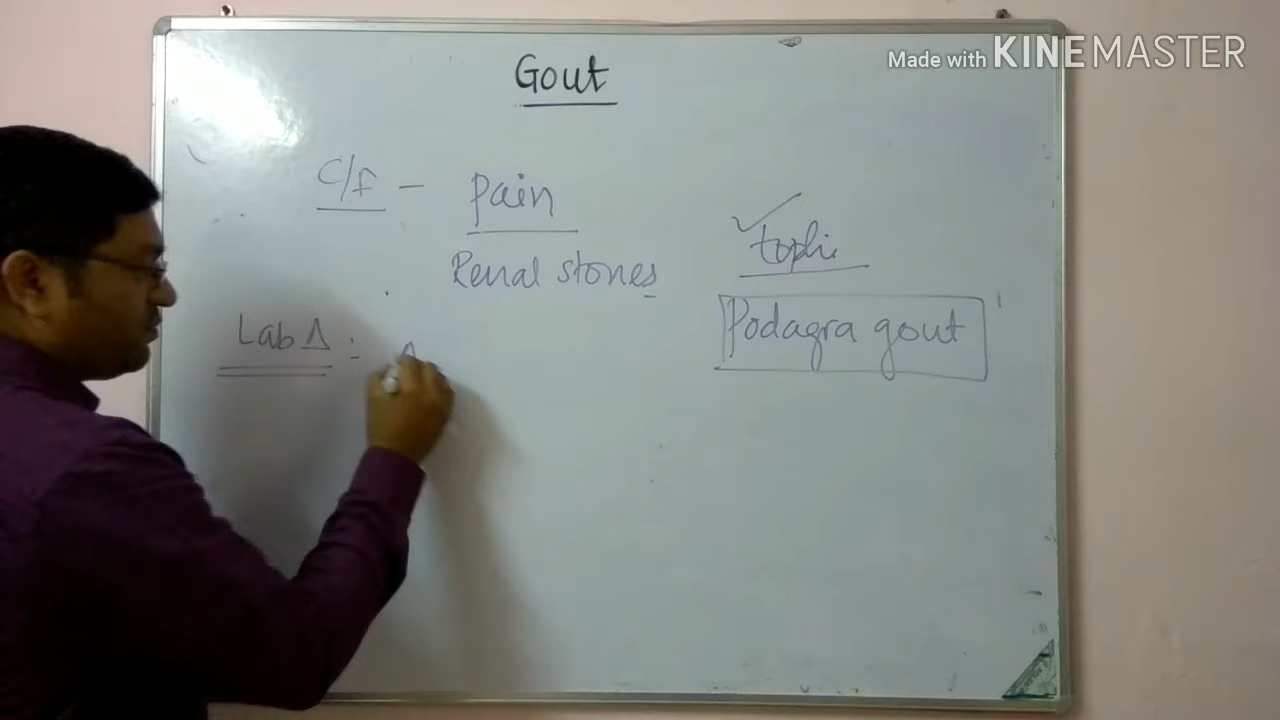 Made with KINEMASTER
Gout
C/f - Pain
Renal stones
tophi
Podagra gout
Lab Δ :